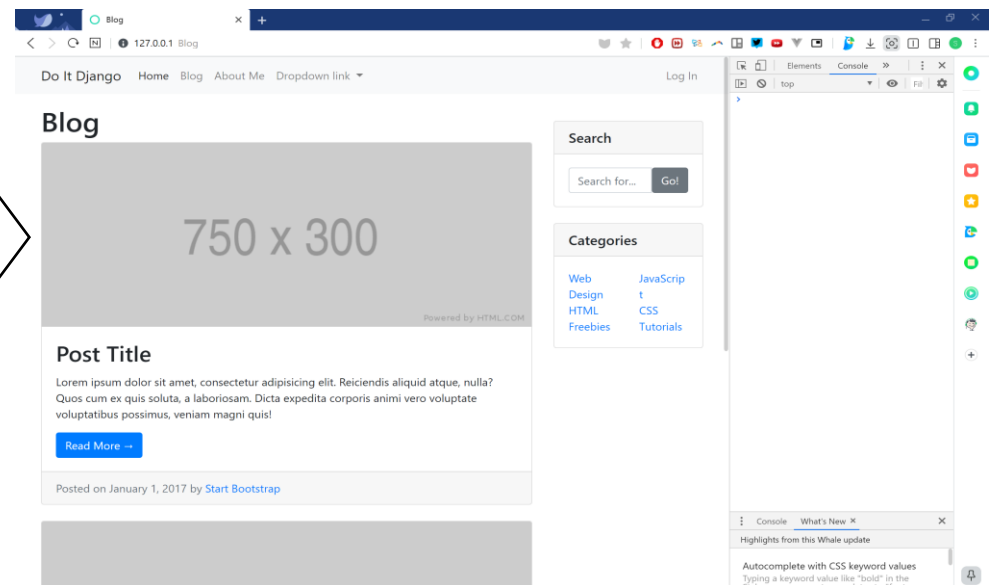 Blog
127.0.0.1 Blog
Do It Django Home Blog About Me Dropdown link Log In
Blog
750 x 300
Powered by HTML.COM
Post Title
Lorem ipsum dolor sit amet, consectetur adipisicing elit. Reiciendis aliquid atque, nulla?
Quos cum ex quis soluta, a laboriosam. Dicta expedita corporis animi vero voluptate
voluptatibus possimus, veniam magni quis!
Read More →
Posted on January 1, 2017 by Start Bootstrap
Search
Search for... Go!
Categories
Web JavaScrip
Design t
HTML CSS
Freebies Tutorials
Elements Console »
top Fil
Console What's New ×
Highlights from this Whale update
Autocomplete with CSS keyword values
Typing a keyword value like "bold" in the